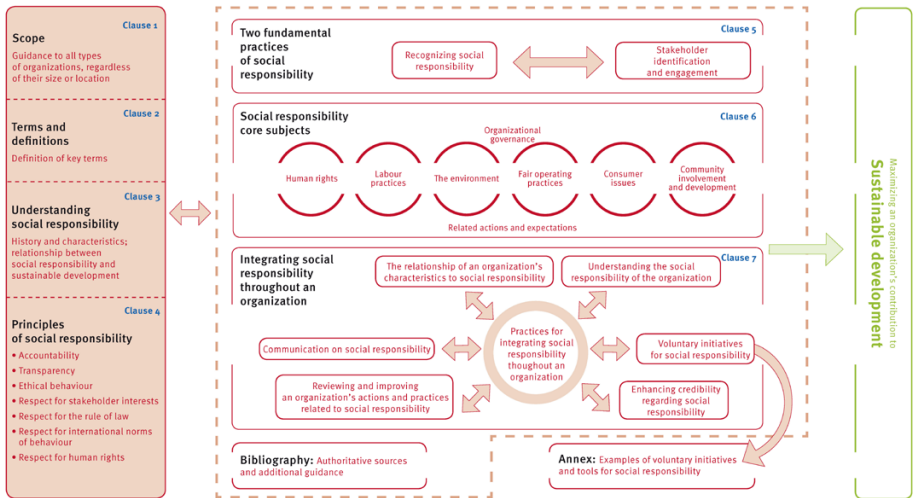 Clause 1
Scope
Guidance to all types
of organizations, regardless
of their size or location
Clause 2
Terms and
definitions
Definition of key terms
Clause 3
Understanding
social responsibility
History and characteristics;
relationship between
social responsibility and
sustainable development
Clause 4
Principles
of social responsibility
• Accountability
• Transparency
• Ethical behaviour
• Respect for stakeholder interests
• Respect for the rule of law
• Respect for international norms
of behaviour
• Respect for human rights
Two fundamental
practices
of social
responsibility
Clause 5
Recognizing social
responsibility
Stakeholder
identification
and engagement
Social responsibility
core subjects
Clause 6
Organizational
governance
Human rights
Labour
practices
The environment
Fair operating
practices
Consumer
issues
Community
involvement
and development
Related actions and expectations
Integrating social
responsibility
throughout an
organization
Clause 7
The relationship of an organization's
characteristics to social responsibility
Understanding the social
responsibility of the organization
Practices for
integrating social
responsibility
thoughout an
organization
Communication on social responsibility
Voluntary initiatives
for social responsibility
Reviewing and improving
an organization's actions and practices
related to social responsibility
Enhancing credibility
regarding social
responsibility
Bibliography: Authoritative sources
and additional guidance
Annex: Examples of voluntary initiatives
and tools for social responsibility
Maximizing an organization's contribution to
Sustainable development